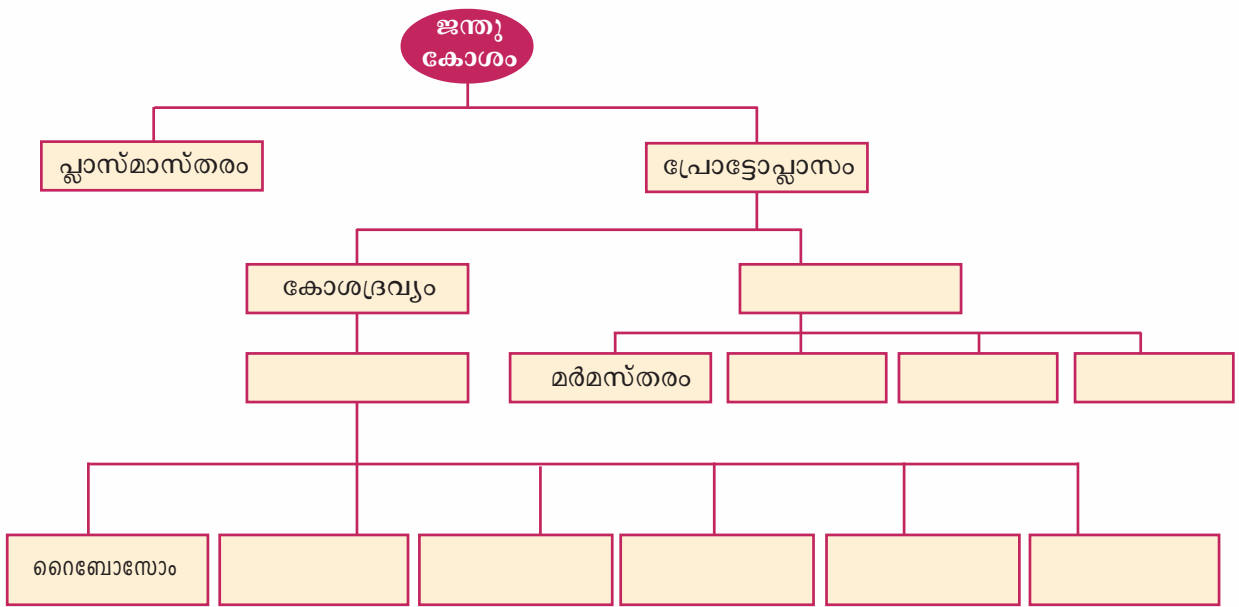 ജന്തു
കോശം
പ്ലാസ്മാസ്തരം
പ്രോട്ടോപ്ലാസം
കോശദ്രവ്യം
മർമസ്തരം
റൈബോസോം